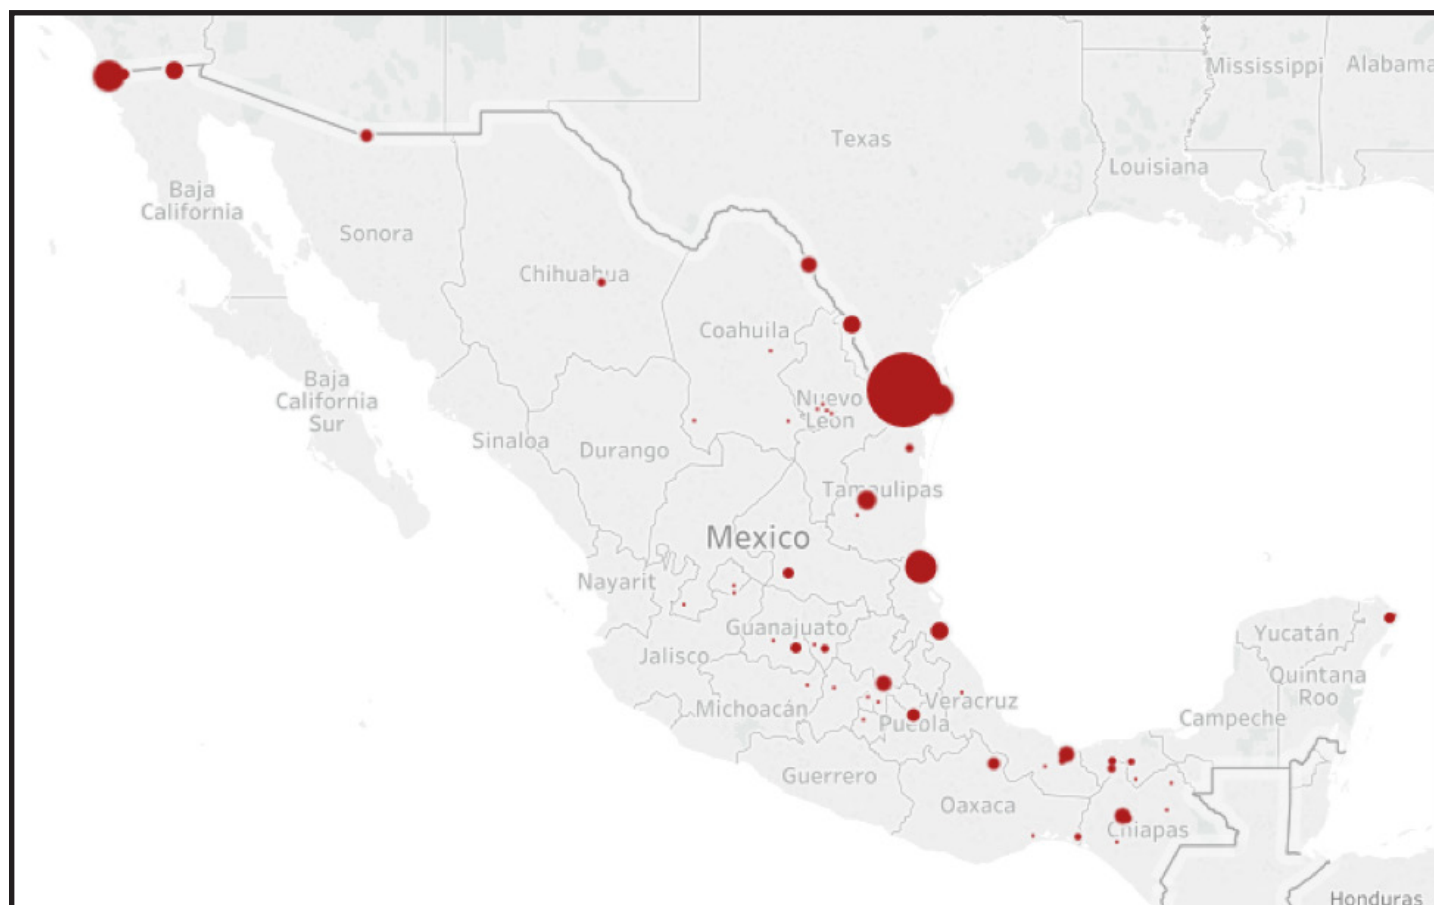 Mississippi
Alabama
Texas
Louisiana
Baja
California
Sonora
Chihuahua
Coahuila
Baja
California
Sur
Nuevo
León
Sinaloa
Durango
Tamaulipas
Mexico
Nayarit
Guanajuato
Yucatán
Jalisco
Quintana
Roo
Michoacán
Veracruz
Puebla
Campeche
Guerrero
Oaxaca
Chiapas
Honduras